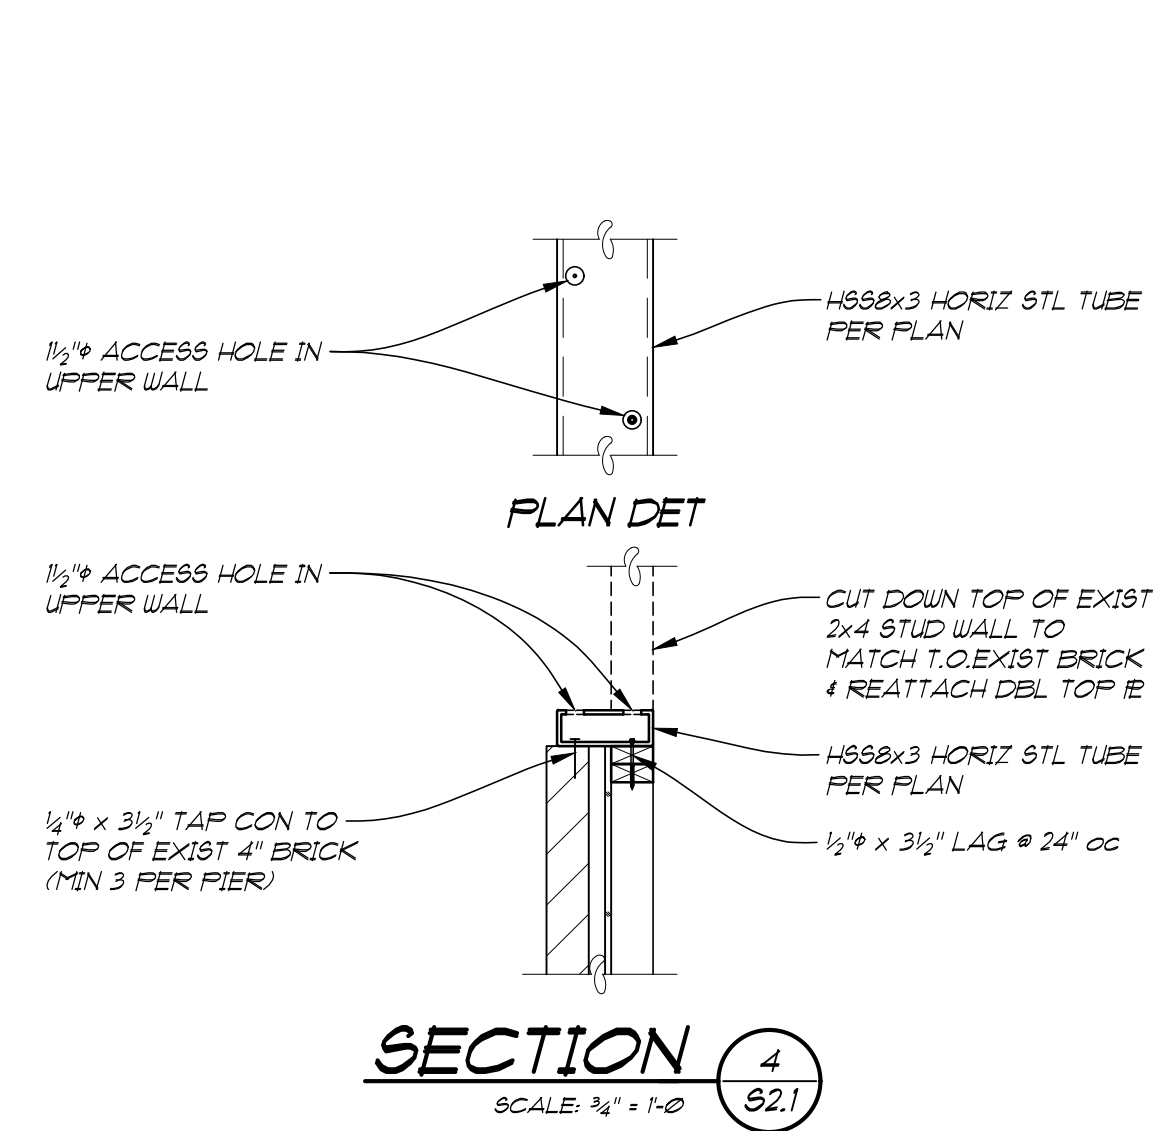 1½"ϕ ACCESS HOLE IN
UPPER WALL
HSS8x3 HORIZ STL TUBE
PER PLAN
PLAN DET
1½"ϕ ACCESS HOLE IN
UPPER WALL
CUT DOWN TOP OF EXIST
2x4 STUD WALL TO
MATCH T.O.EXIST BRICK
& REATTACH DBL TOP ⅊
HSS8x3 HORIZ STL TUBE
PER PLAN
¼"ϕ x 3½" TAP CON TO
TOP OF EXIST 4" BRICK
(MIN 3 PER PIER)
½"ϕ x 3½" LAG @ 24" oc
SECTION
SCALE: ¾" = 1'-Ø
4
S2.1